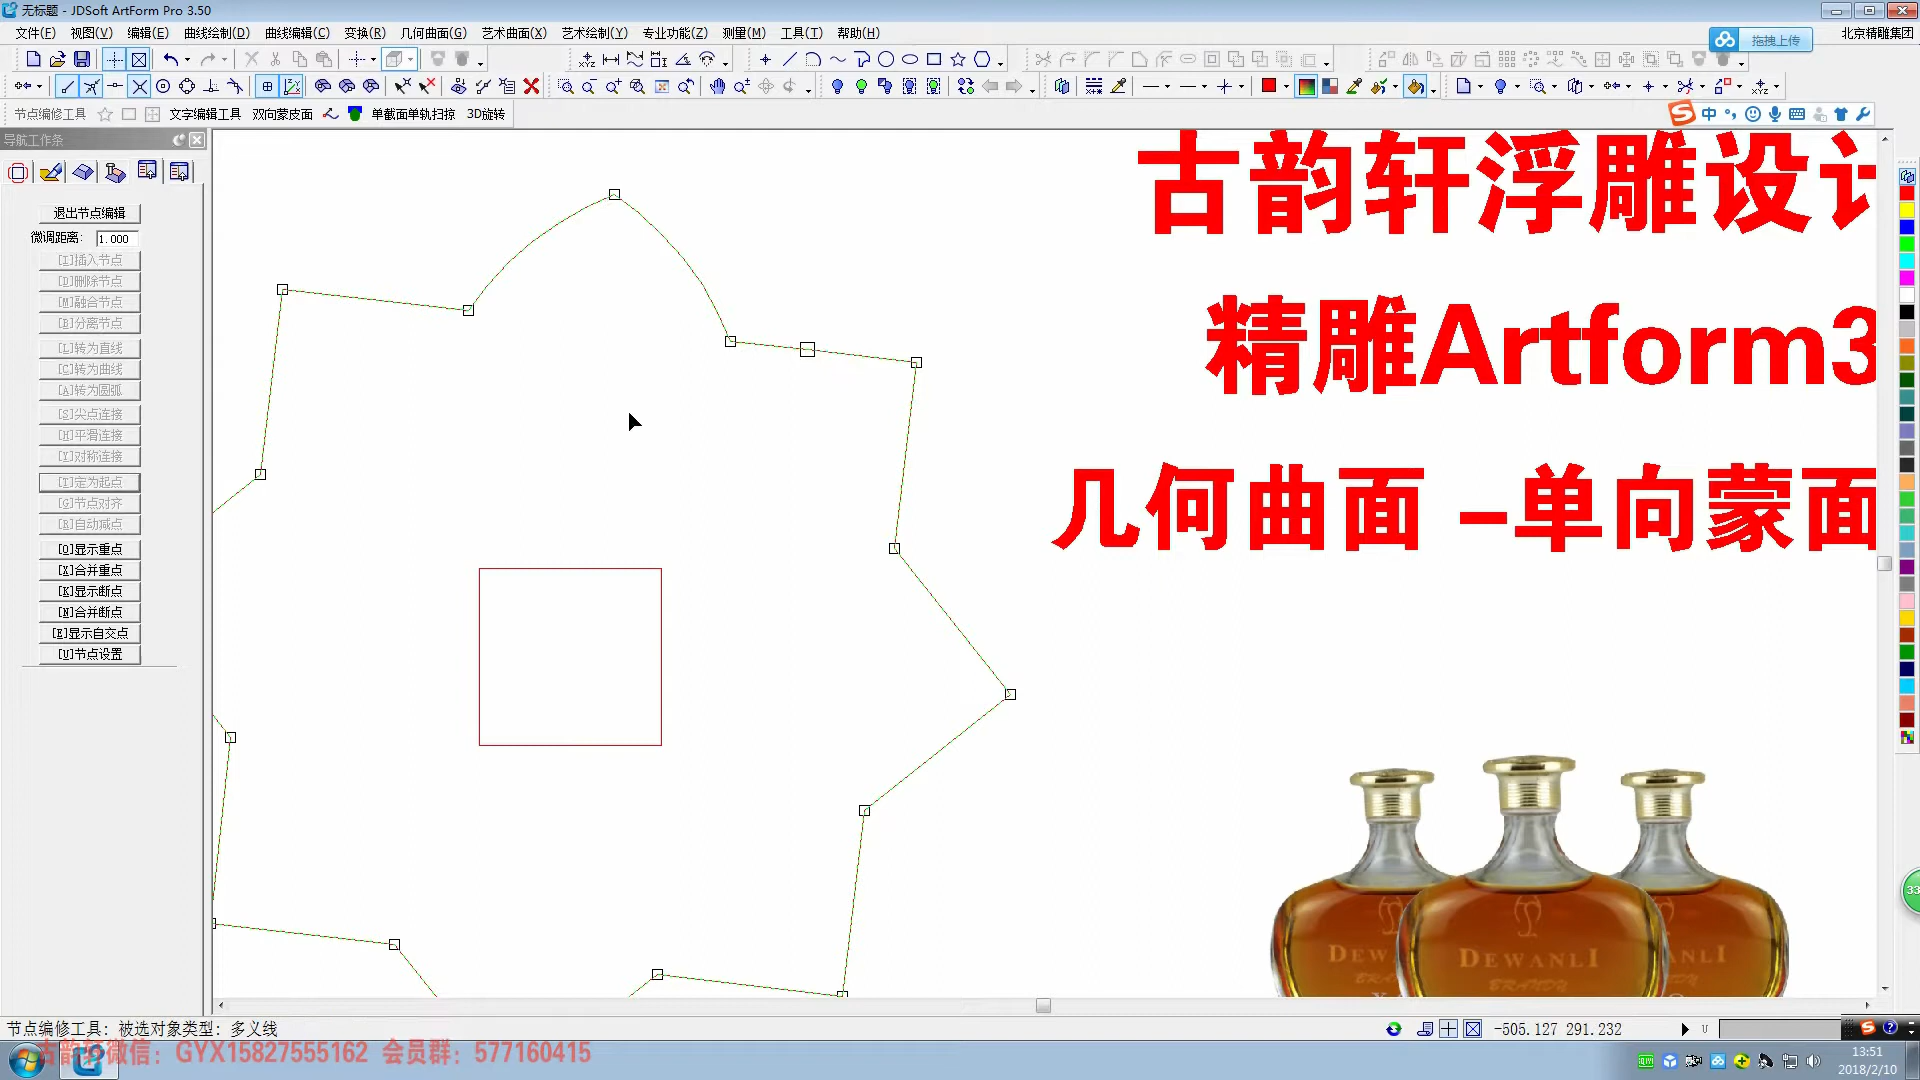 无标题 - JDSoft ArtForm Pro 3.50
文件(F) 视图(V) 编辑(E) 曲线绘制(D) 曲线编辑(C) 变换(R) 几何曲面(G) 艺术曲面(X) 艺术绘制(Y) 专业功能(Z) 测量(M) 工具(T) 帮助(H)
拖拽上传
北京精雕集团
节点编修工具 文字编辑工具 双向蒙皮面 单截面单轨扫掠 3D旋转
中
导航工作条
退出节点编辑
微调距离: 1.000
[I]插入节点
[D]删除节点
[M]融合节点
[B]分离节点
[L]转为直线
[C]转为曲线
[A]转为圆弧
[S]尖点连接
[H]平滑连接
[Y]对称连接
[T]定为起点
[G]节点对齐
[R]自动减点
[O]显示重点
[X]合并重点
[K]显示断点
[N]合并断点
[E]显示自交点
[U]节点设置
古韵轩浮雕设计
精雕Artform3
几何曲面 –单向蒙面
33
DEWANLI
DEWANLI
ANLI
BRANDY
节点编修工具: 被选对象类型: 多义线
-505.127 291.232
U
古韵轩微信: GYX15827555162 会员群: 577160415
13:51
2018/2/10